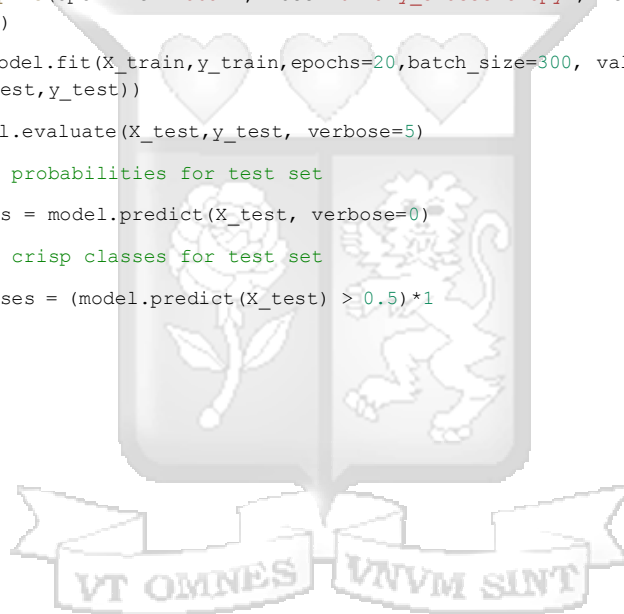 )
odel.fit(X_train,y_train,epochs=20,batch_size=300, val
est,y_test))
l.evaluate(X_test,y_test, verbose=5)
probabilities for test set
s = model.predict(X_test, verbose=0)
crisp classes for test set
ses = (model.predict(X_test) > 0.5)*1
VT OMNES VNVM SINT